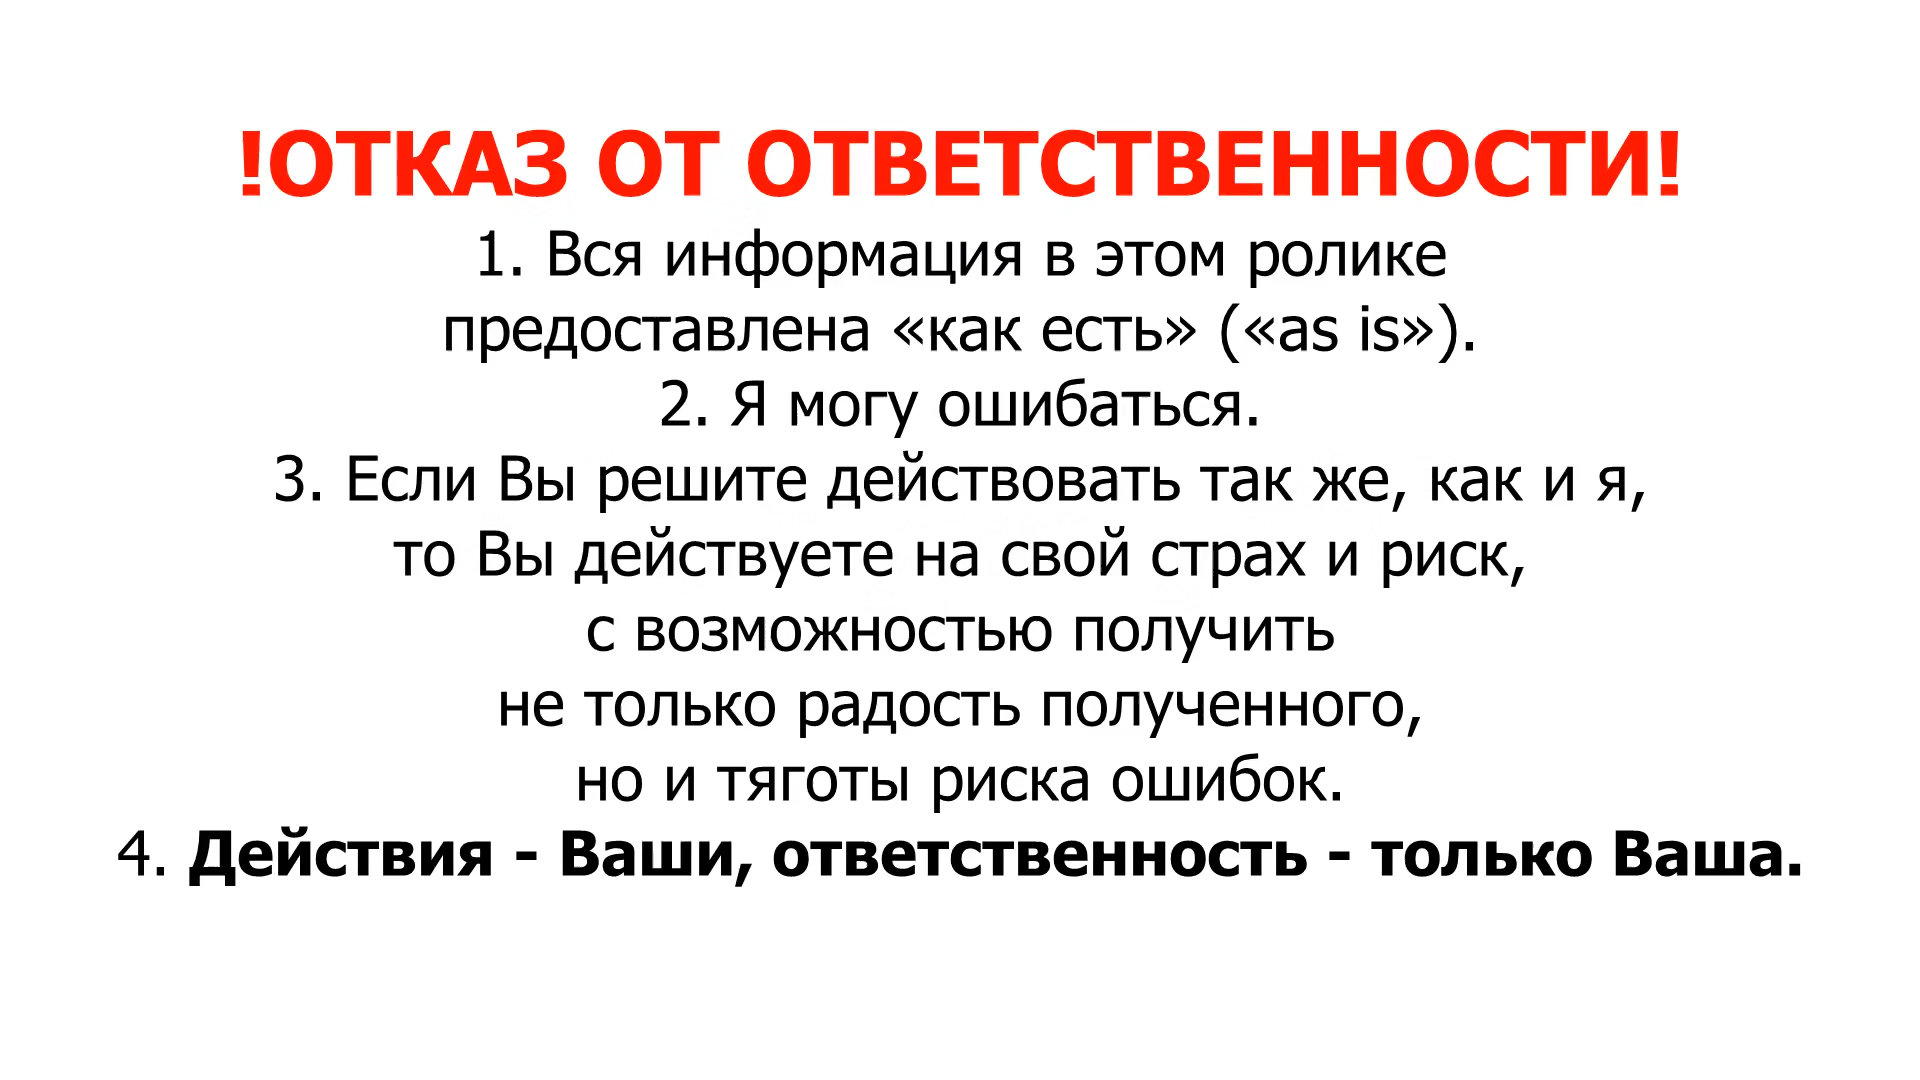 !ОТКАЗ ОТ ОТВЕТСТВЕННОСТИ!
1. Вся информация в этом ролике
предоставлена «как есть» («as is»).
2. Я могу ошибаться.
3. Если Вы решите действовать так же, как и я,
то Вы действуете на свой страх и риск,
с возможностью получить
не только радость полученного,
но и тяготы риска ошибок.
4. Действия - Ваши, ответственность - только Ваша.